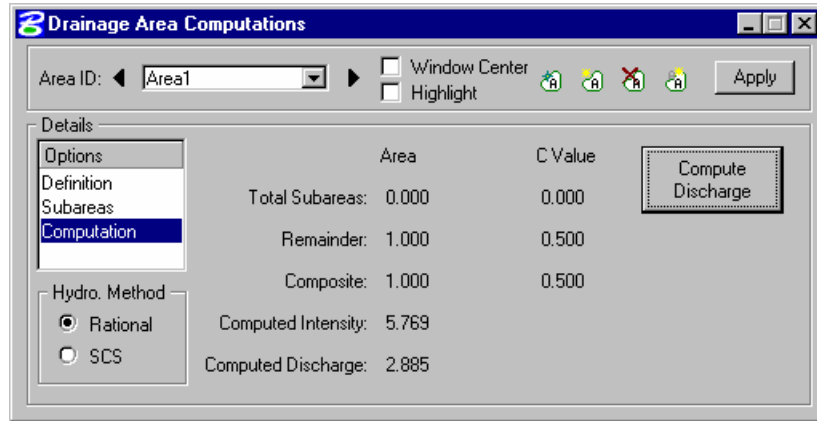 Drainage Area Computations
Area ID: Area1
Window Center
Highlight
Apply
Details
Options
Definition
Subareas
Computation
Area C Value
Total Subareas: 0.000 0.000
Remainder: 1.000 0.500
Composite: 1.000 0.500
Computed Intensity: 5.769
Computed Discharge: 2.885
Compute
Discharge
Hydro. Method
Rational
SCS